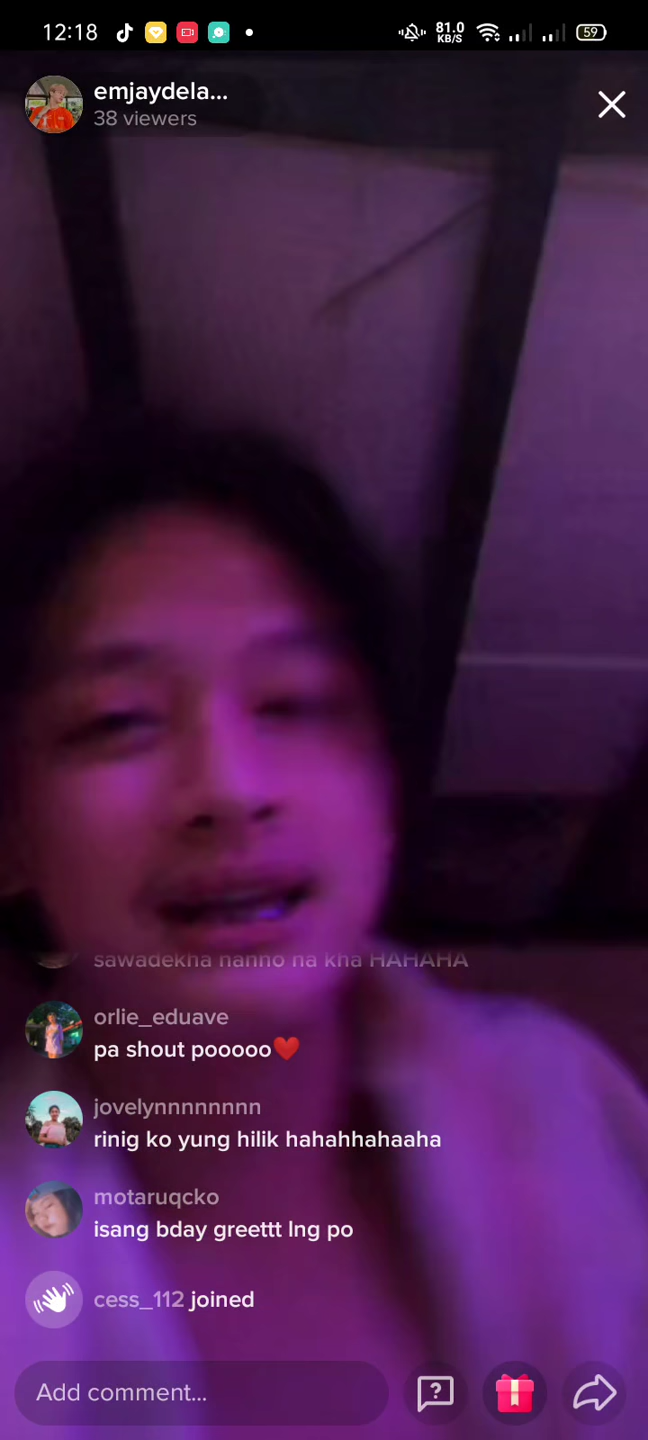 12:18
81.0
KB/S
59
emjaydela...
38 viewers
sawadekha nanno na kha HAHAHA
orlie_eduave
pa shout pooooo❤️
jovelynnnnnnnn
rinig ko yung hilik hahahhahaaha
motaruqcko
isang bday greettt lng po
cess_112 joined
Add comment...